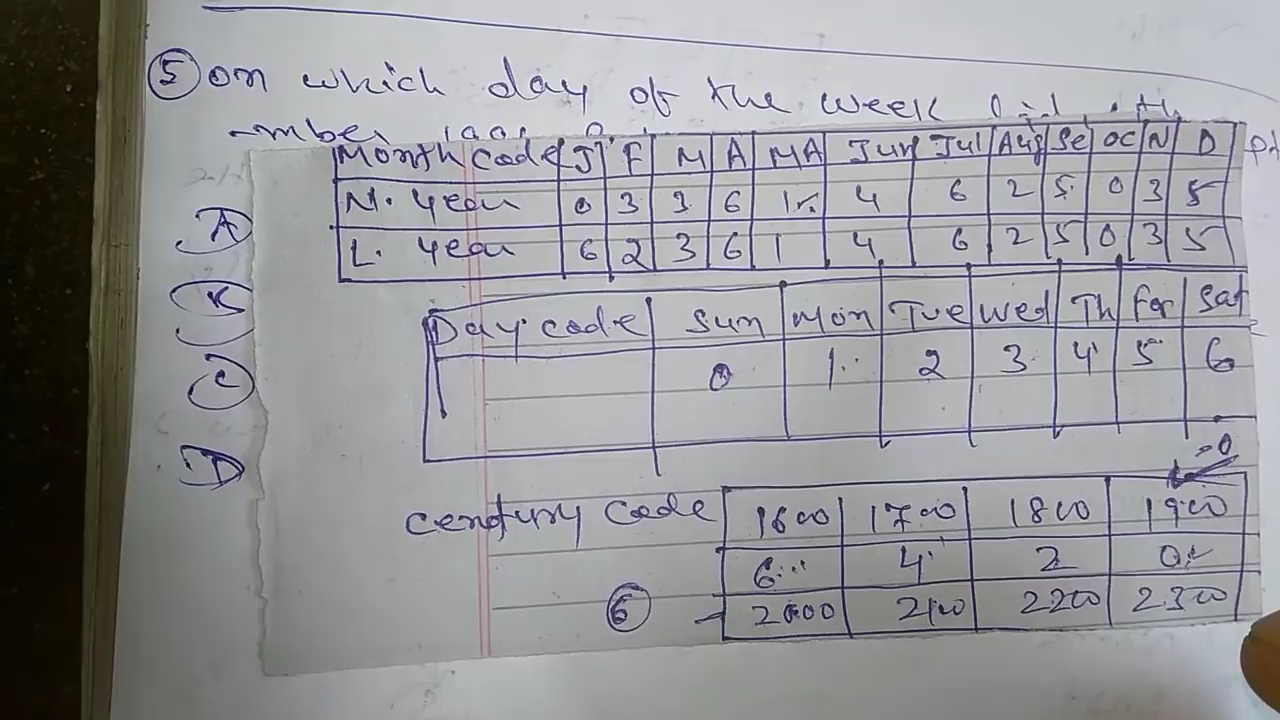 5 on which day of the week
Month code J F M A MA Jun Jul Aug Se OC N D
N. year 0 3 3 6 1 4 6 2 5 0 3 5
L. year 6 2 3 6 1 4 6 2 5 0 3 5
A
Day code Sun Mon Tue Wed Th For Sat
0 1 2 3 4 5 6
C
D
=0
century code 1600 1700 1800 1900
6 4 2 0
6 2000 2100 2200 2300